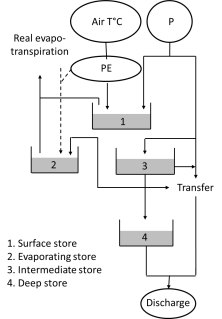 Air T°C
P
Real evapo-
transpiration
PE
1
2
3
Transfer
4
1. Surface store
2. Evaporating store
3. Intermediate store
4. Deep store
Discharge